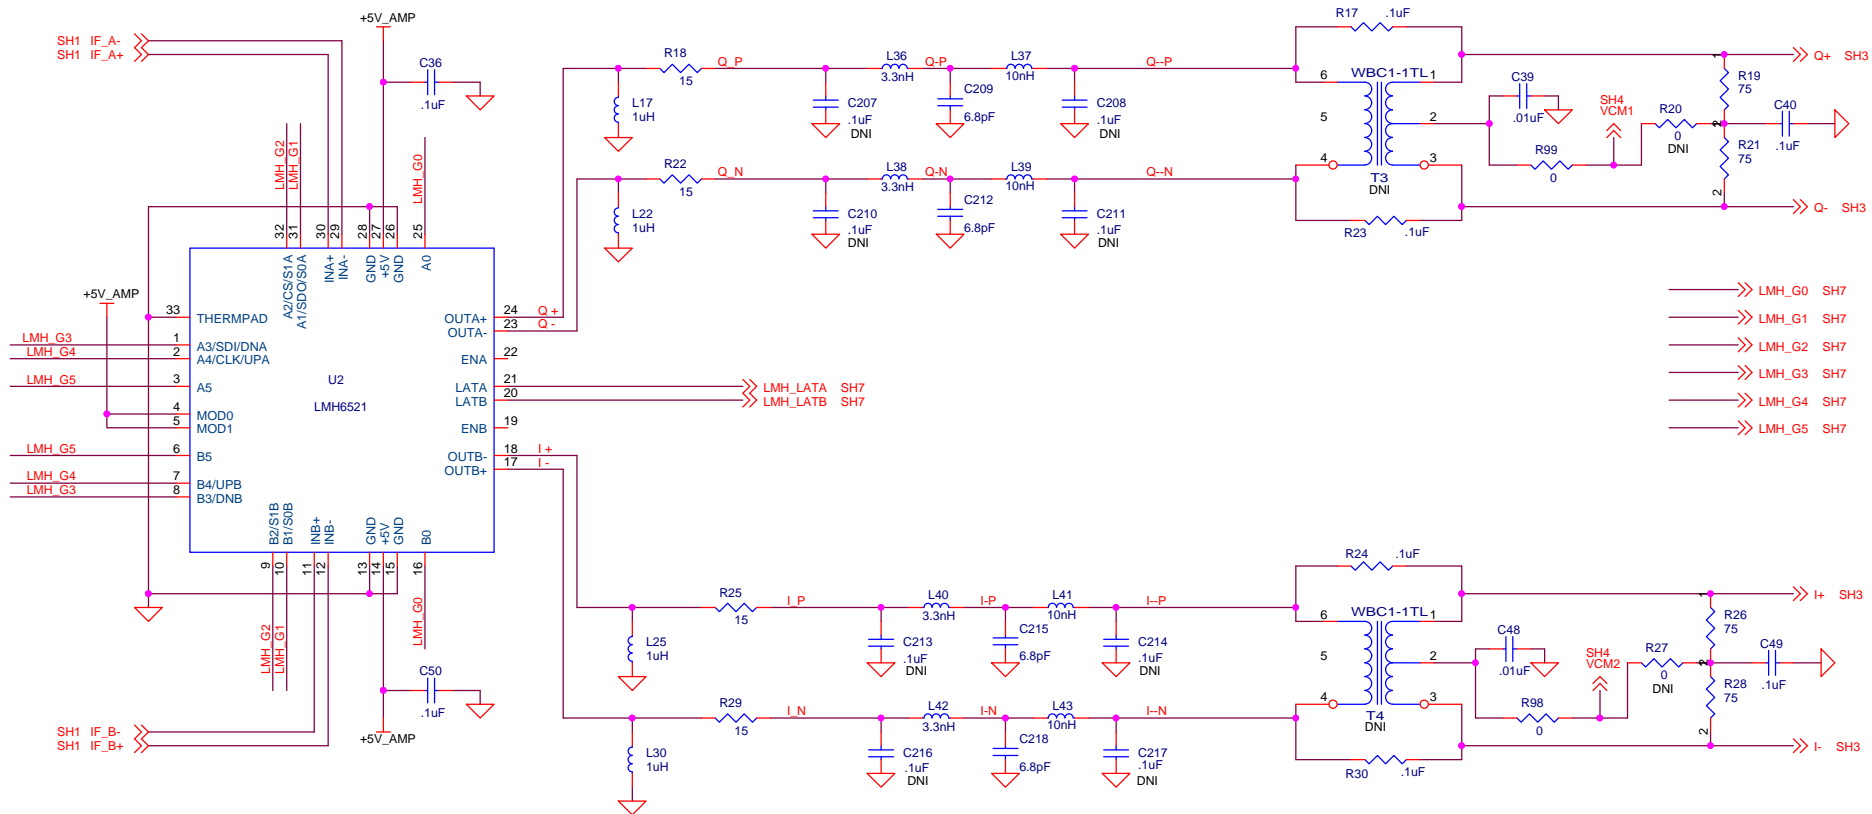 +5V_AMP
SH1 IF_A-
SH1 IF_A+
C36
.1uF
LMH_G2
LMH_G1
LMH_G0
R18
15
Q_P
L36
3.3nH
Q-P
L37
10nH
Q--P
L17
1uH
C207
.1uF
DNI
C209
6.8pF
C208
.1uF
DNI
R17 .1uF
WBC1-1TL
6
1
5
2
4
3
T3
DNI
C39
.01uF
SH4
VCM1
R20
0
DNI
R99
0
1
R19
75
2
C40
.1uF
R21
75
2
Q+ SH3
Q- SH3
R22
15
Q_N
L38
3.3nH
Q-N
L39
10nH
Q--N
L22
1uH
C210
.1uF
DNI
C212
6.8pF
C211
.1uF
DNI
R23 .1uF
32
31
30
29
28
27
26
25
A2/CS/S1A
A1/SDO/S0A
INA+
INA-
GND
+5V
GND
A0
+5V_AMP
33 THERMPAD
LMH_G3 1 A3/SDI/DNA
LMH_G4 2 A4/CLK/UPA
LMH_G5 3 A5
4 MOD0
5 MOD1
LMH_G5 6 B5
LMH_G4 7 B4/UPB
LMH_G3 8 B3/DNB
U2
LMH6521
OUTA+ 24 Q +
OUTA- 23 Q -
ENA 22
LATA 21 LMH_LATA SH7
LATB 20 LMH_LATB SH7
ENB 19
OUTB- 18 I +
OUTB+ 17 I -
LMH_G0 SH7
LMH_G1 SH7
LMH_G2 SH7
LMH_G3 SH7
LMH_G4 SH7
LMH_G5 SH7
B2/S1B
B1/S0B
INB+
INB-
GND
+5V
GND
B0
9
10
11
12
13
14
15
16
LMH_G2
LMH_G1
LMH_G0
C50
.1uF
+5V_AMP
SH1 IF_B-
SH1 IF_B+
R25
15
I_P
L40
3.3nH
I-P
L41
10nH
I--P
L25
1uH
C213
.1uF
DNI
C215
6.8pF
C214
.1uF
DNI
R24 .1uF
WBC1-1TL
6
1
5
2
4
3
T4
DNI
C48
.01uF
SH4
VCM2
R27
0
DNI
R98
0
1
R26
75
2
C49
.1uF
R28
75
2
I+ SH3
I- SH3
R29
15
I_N
L42
3.3nH
I-N
L43
10nH
I--N
L30
1uH
C216
.1uF
DNI
C218
6.8pF
C217
.1uF
DNI
R30 .1uF